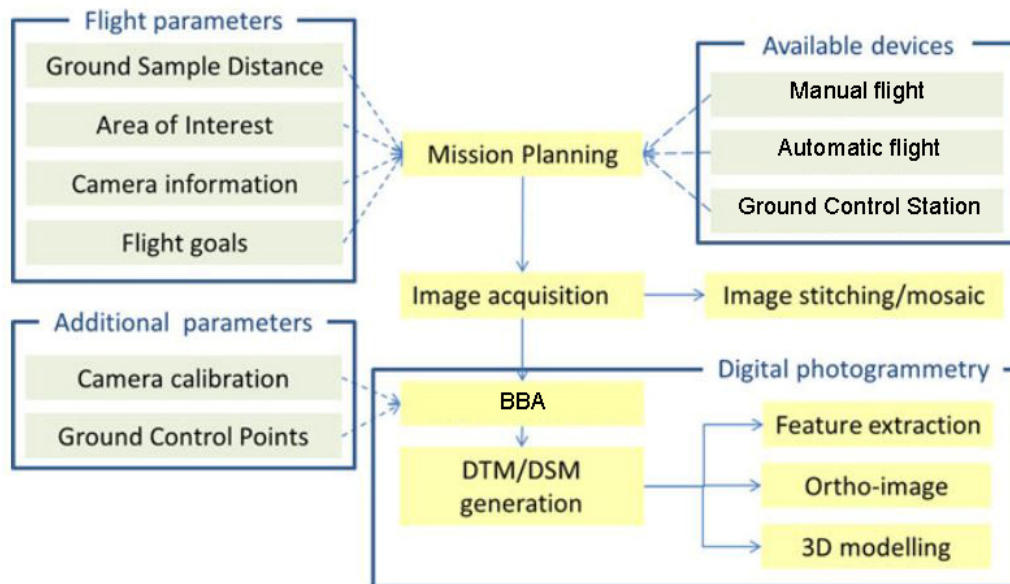 Flight parameters
Ground Sample Distance
Area of Interest
Camera information
Flight goals
Available devices
Manual flight
Automatic flight
Ground Control Station
Mission Planning
Image acquisition
Image stitching/mosaic
Additional parameters
Camera calibration
Ground Control Points
Digital photogrammetry
BBA
DTM/DSM
generation
Feature extraction
Ortho-image
3D modelling